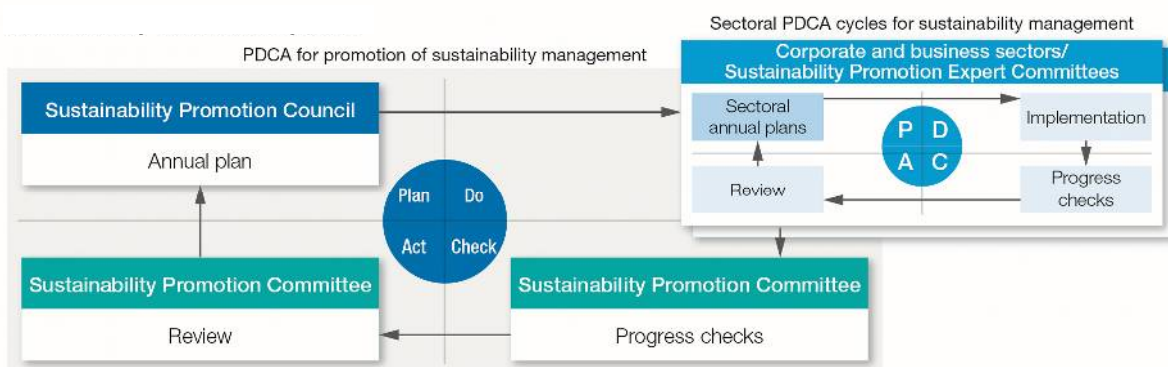 Sectoral PDCA cycles for sustainability management
PDCA for promotion of sustainability management
Corporate and business sectors/
Sustainability Promotion Expert Committees
Sustainability Promotion Council
Annual plan
Sectoral
annual plans
P D
A C
Implementation
Review
Progress
checks
Plan Do
Act Check
Sustainability Promotion Committee
Review
Sustainability Promotion Committee
Progress checks